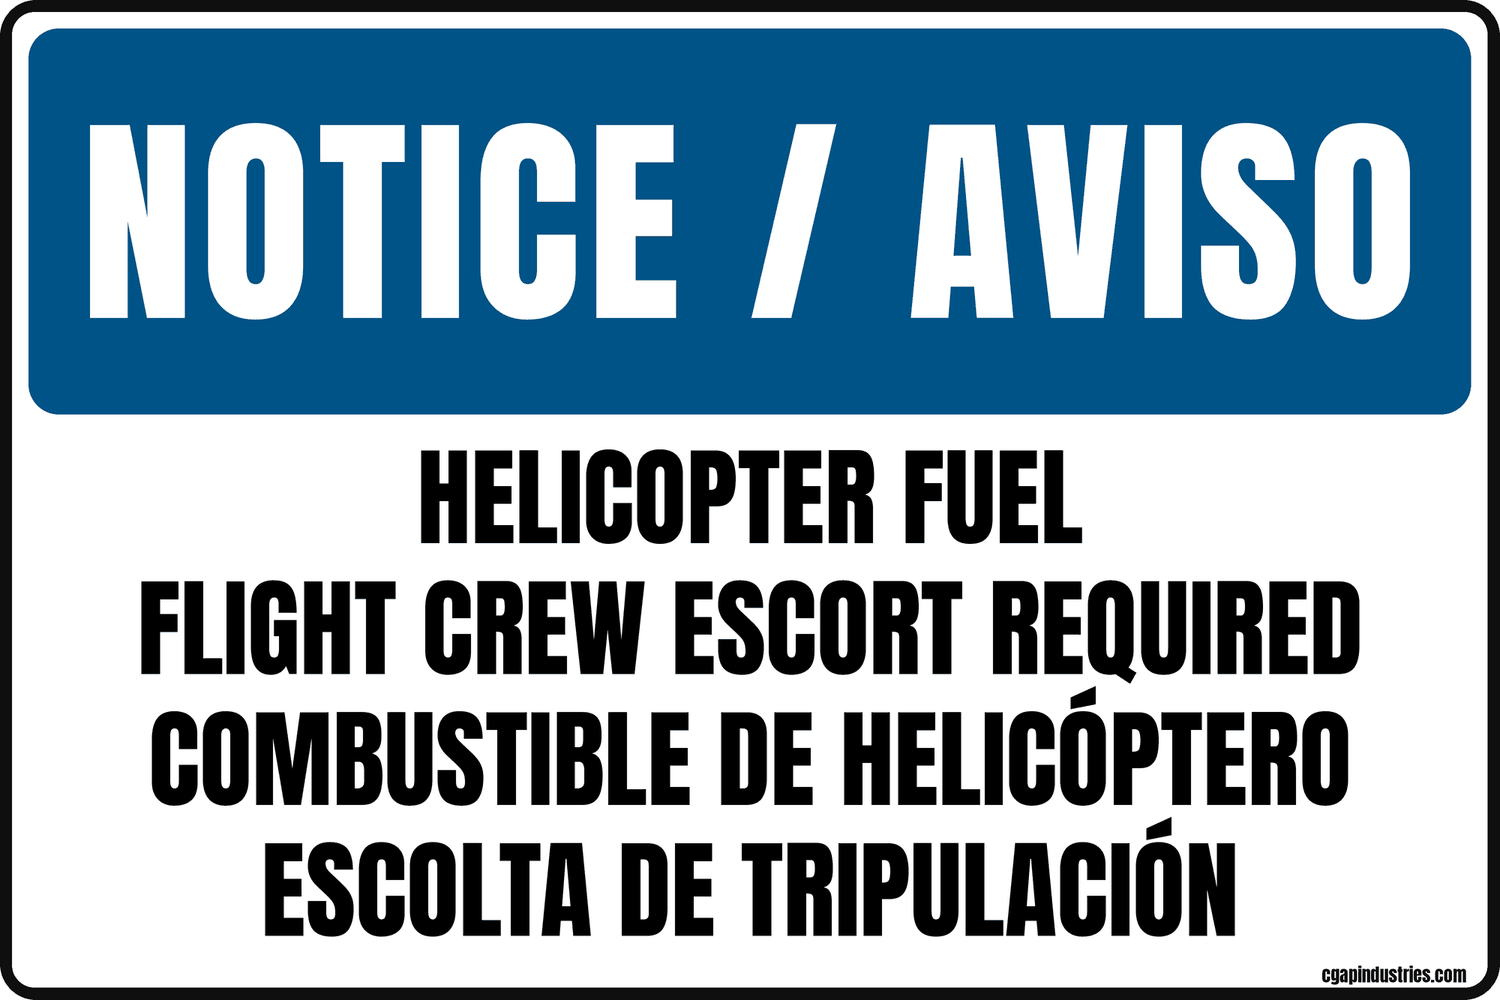 NOTICE / AVISO
HELICOPTER FUEL
FLIGHT CREW ESCORT REQUIRED
COMBUSTIBLE DE HELICÓPTERO
ESCOLTA DE TRIPULACIÓN
cgapindustries.com